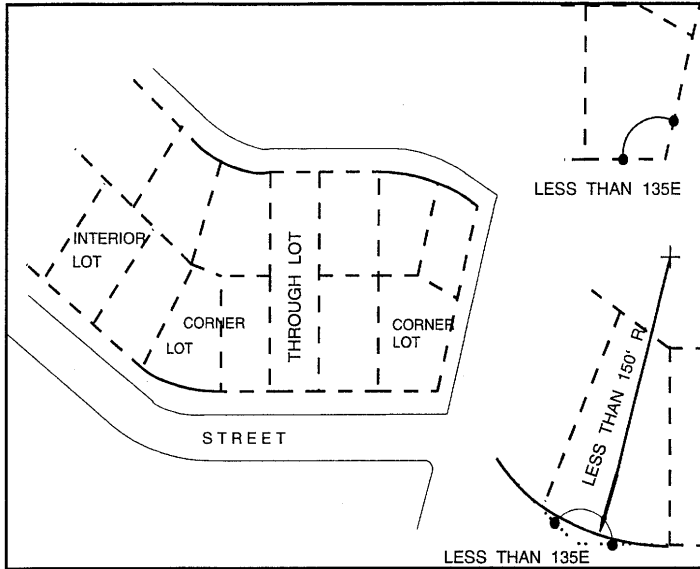 LESS THAN 135E
INTERIOR
LOT
THROUGH LOT
CORNER
LOT
CORNER
LOT
LESS THAN 150' R
STREET
LESS THAN 135E